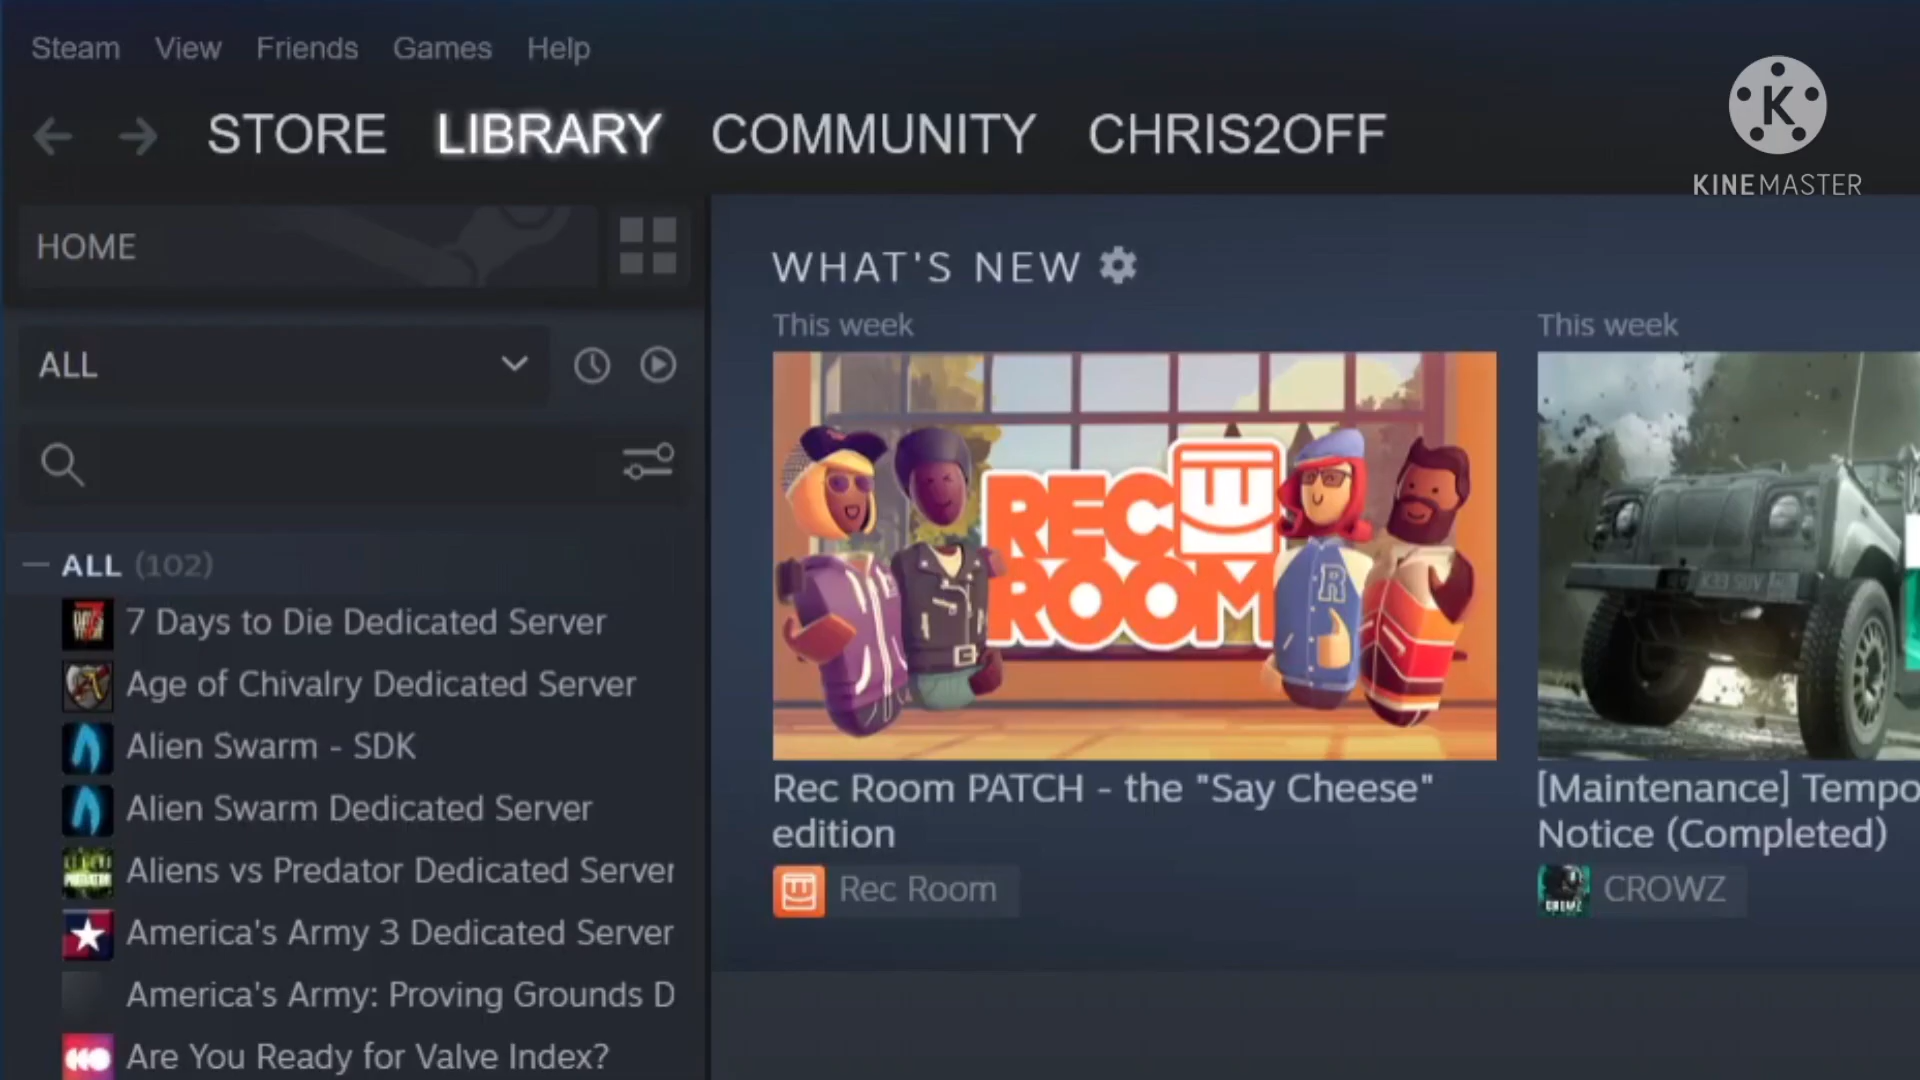 Steam View Friends Games Help
STORE LIBRARY COMMUNITY CHRIS2OFF
KINEMASTER
HOME
WHAT'S NEW
This week
This week
ALL
REC ROOM
ALL (102)
7 Days to Die Dedicated Server
Age of Chivalry Dedicated Server
Alien Swarm - SDK
Alien Swarm Dedicated Server
Aliens vs Predator Dedicated Server
America's Army 3 Dedicated Server
America's Army: Proving Grounds D
Are You Ready for Valve Index?
Rec Room PATCH - the "Say Cheese"
edition
Rec Room
[Maintenance] Tempo
Notice (Completed)
CROWZ